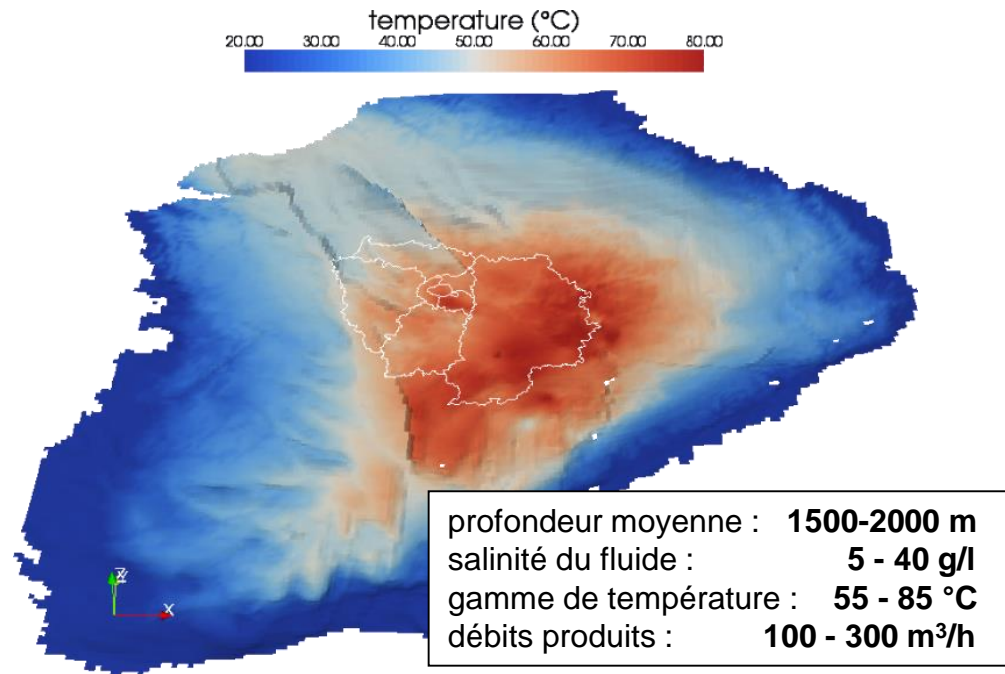 temperature (°C)
20.00 30.00 40.00 50.00 60.00 70.00 80.00
X
profondeur moyenne : 1500-2000 m
salinité du fluide : 5 - 40 g/l
gamme de température : 55 - 85 °C
débits produits : 100 - 300 m³/h